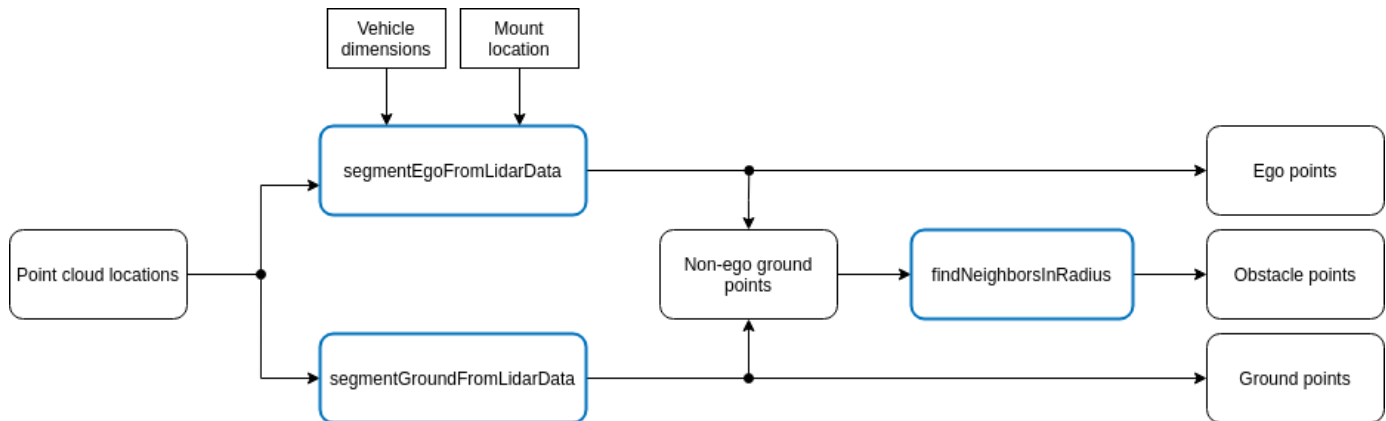 Vehicle
dimensions
Mount
location
segmentEgoFromLidarData
Ego points
Point cloud locations
Non-ego ground
points
findNeighborsInRadius
Obstacle points
segmentGroundFromLidarData
Ground points